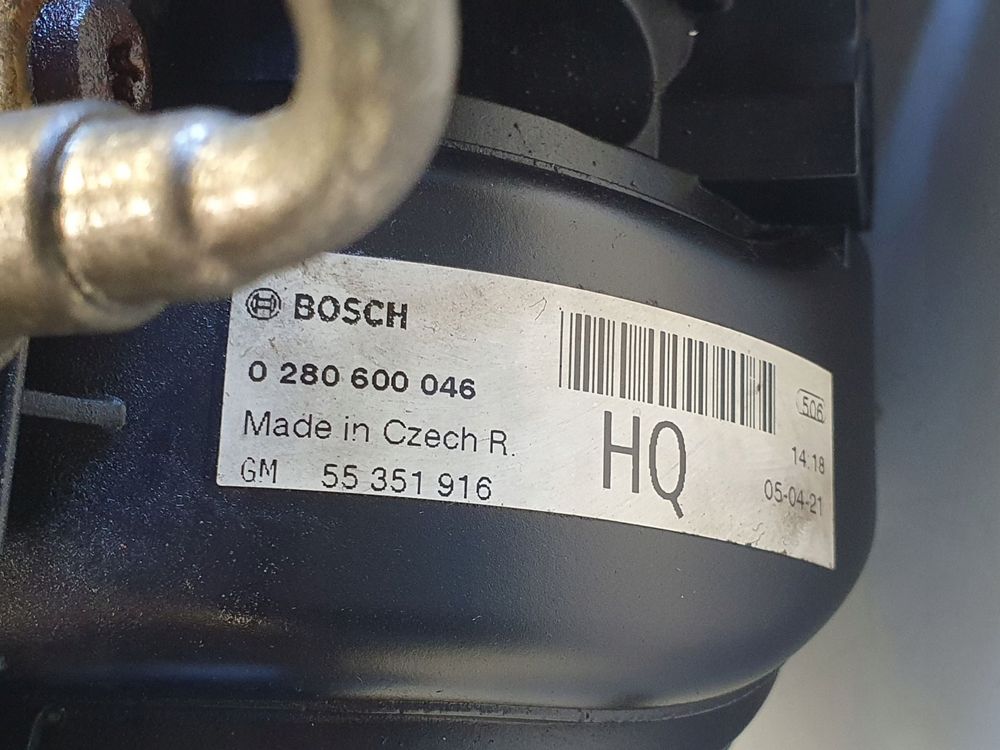 BOSCH
0 280 600 046
Made in Czech R.
GM 55 351 916
HQ
506
14.18
05-04-21